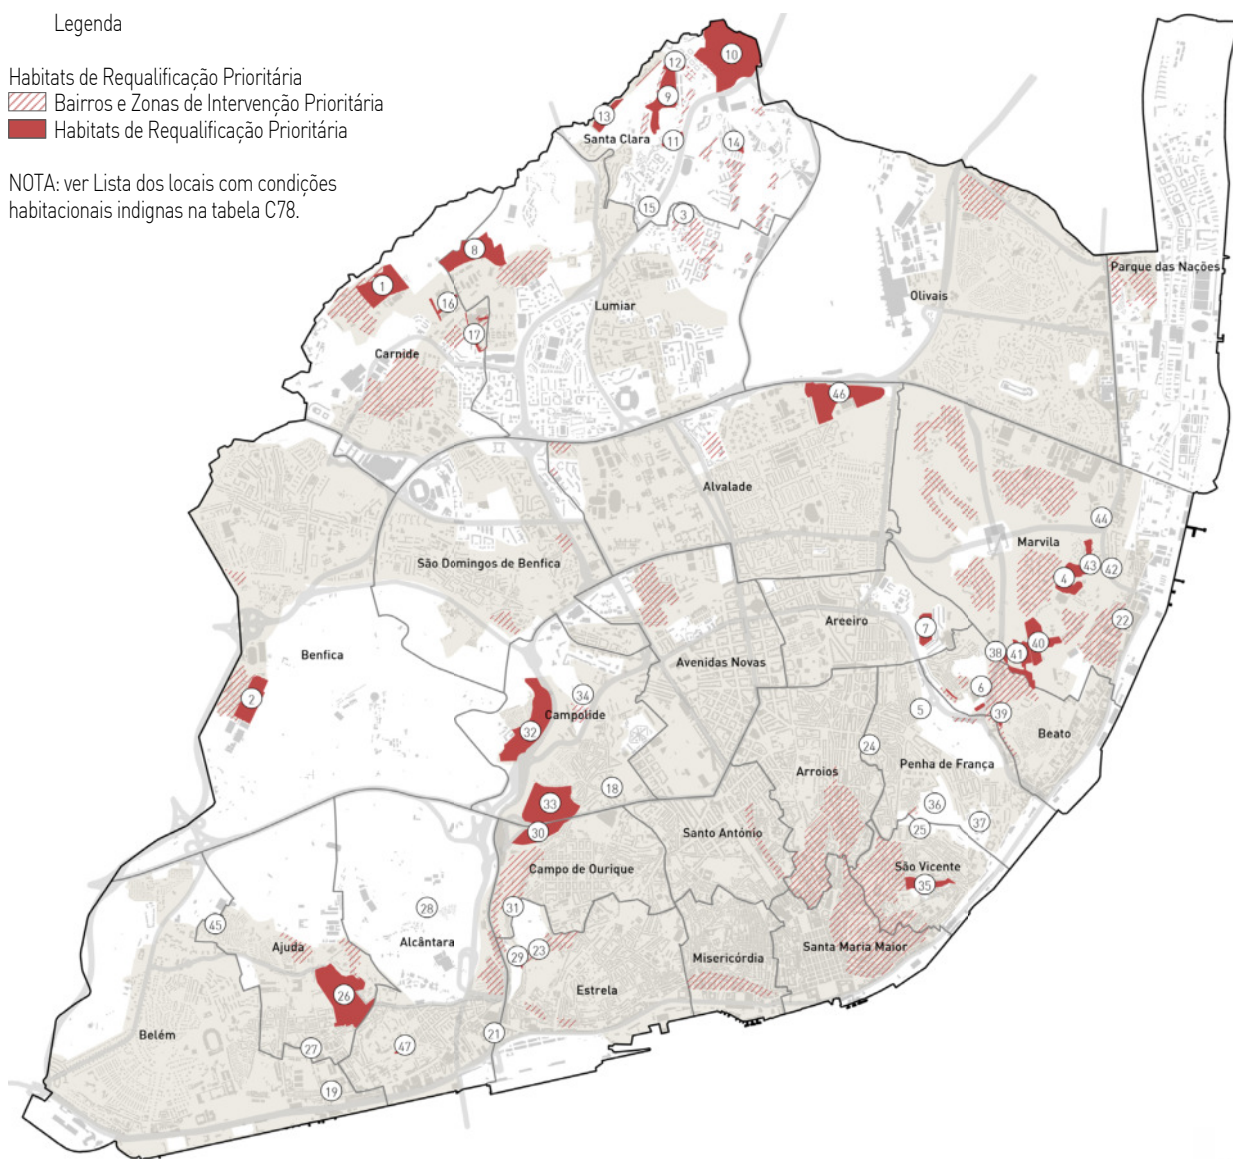 Legenda
Habitats de Requalificação Prioritária
Bairros e Zonas de Intervenção Prioritária
Habitats de Requalificação Prioritária
NOTA: ver Lista dos locais com condições
habitacionais indignas na tabela C78.
10
12
9
13
Santa Clara
11
14
15
3
8
1
16
17
Lumiar
Carnide
Olivais
Parque das Nações
46
Alvalade
44
Marvila
São Domingos de Benfica
43
42
4
22
7
Areeiro
Benfica
38
41
40
Avenidas Novas
6
2
34
5
39
Campolide
32
Beato
24
Penha de França
Arroios
18
33
36
37
30
25
Santo António
Campo de Ourique
São Vicente
35
28
31
45
Ajuda
Alcântara
29
23
Santa Maria Maior
Misericórdia
Estrela
26
Belém
21
27
47
19